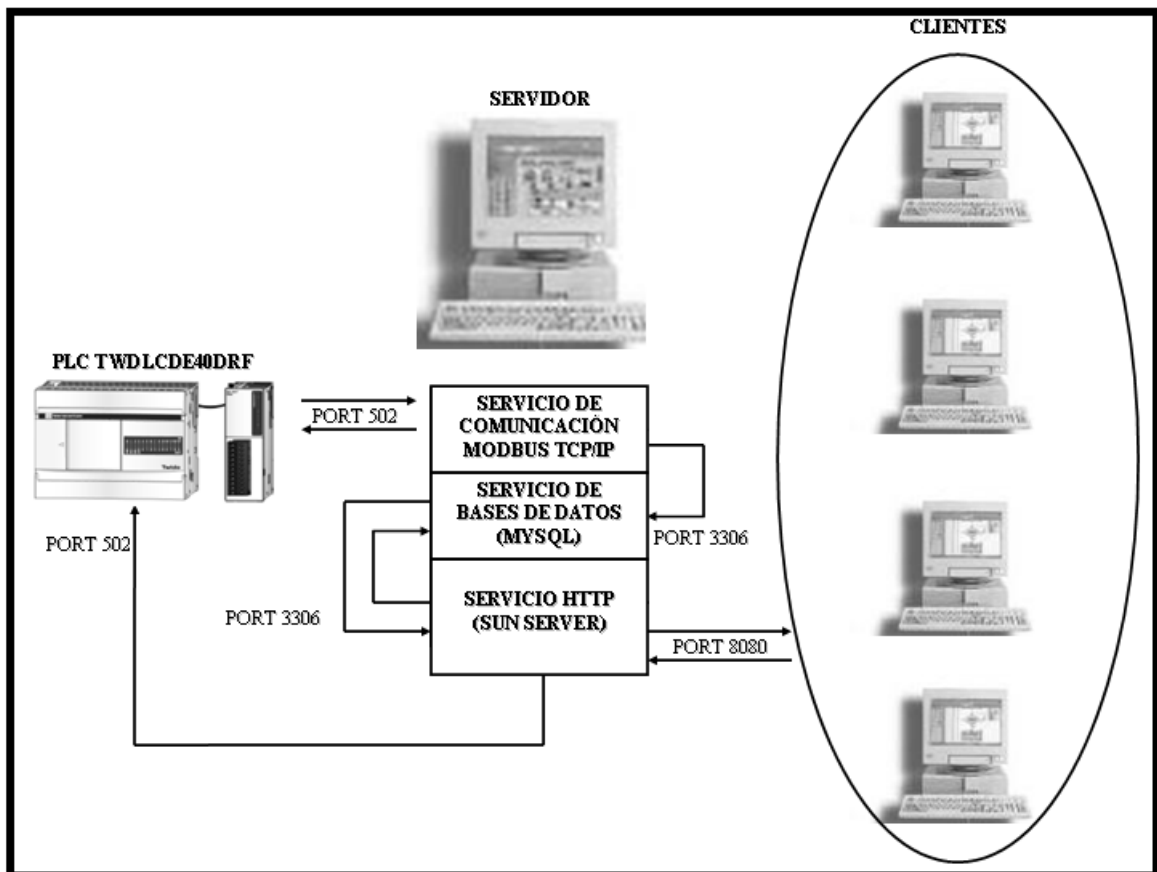 CLIENTES
SERVIDOR
PLC TWDLCDE40DRF
PORT 502
SERVICIO DE
COMUNICACIÓN
MODBUS TCP/IP
SERVICIO DE
BASES DE DATOS
(MYSQL)
PORT 502
PORT 3306
SERVICIO HTTP
(SUN SERVER)
PORT 3306
PORT 8080
Twido